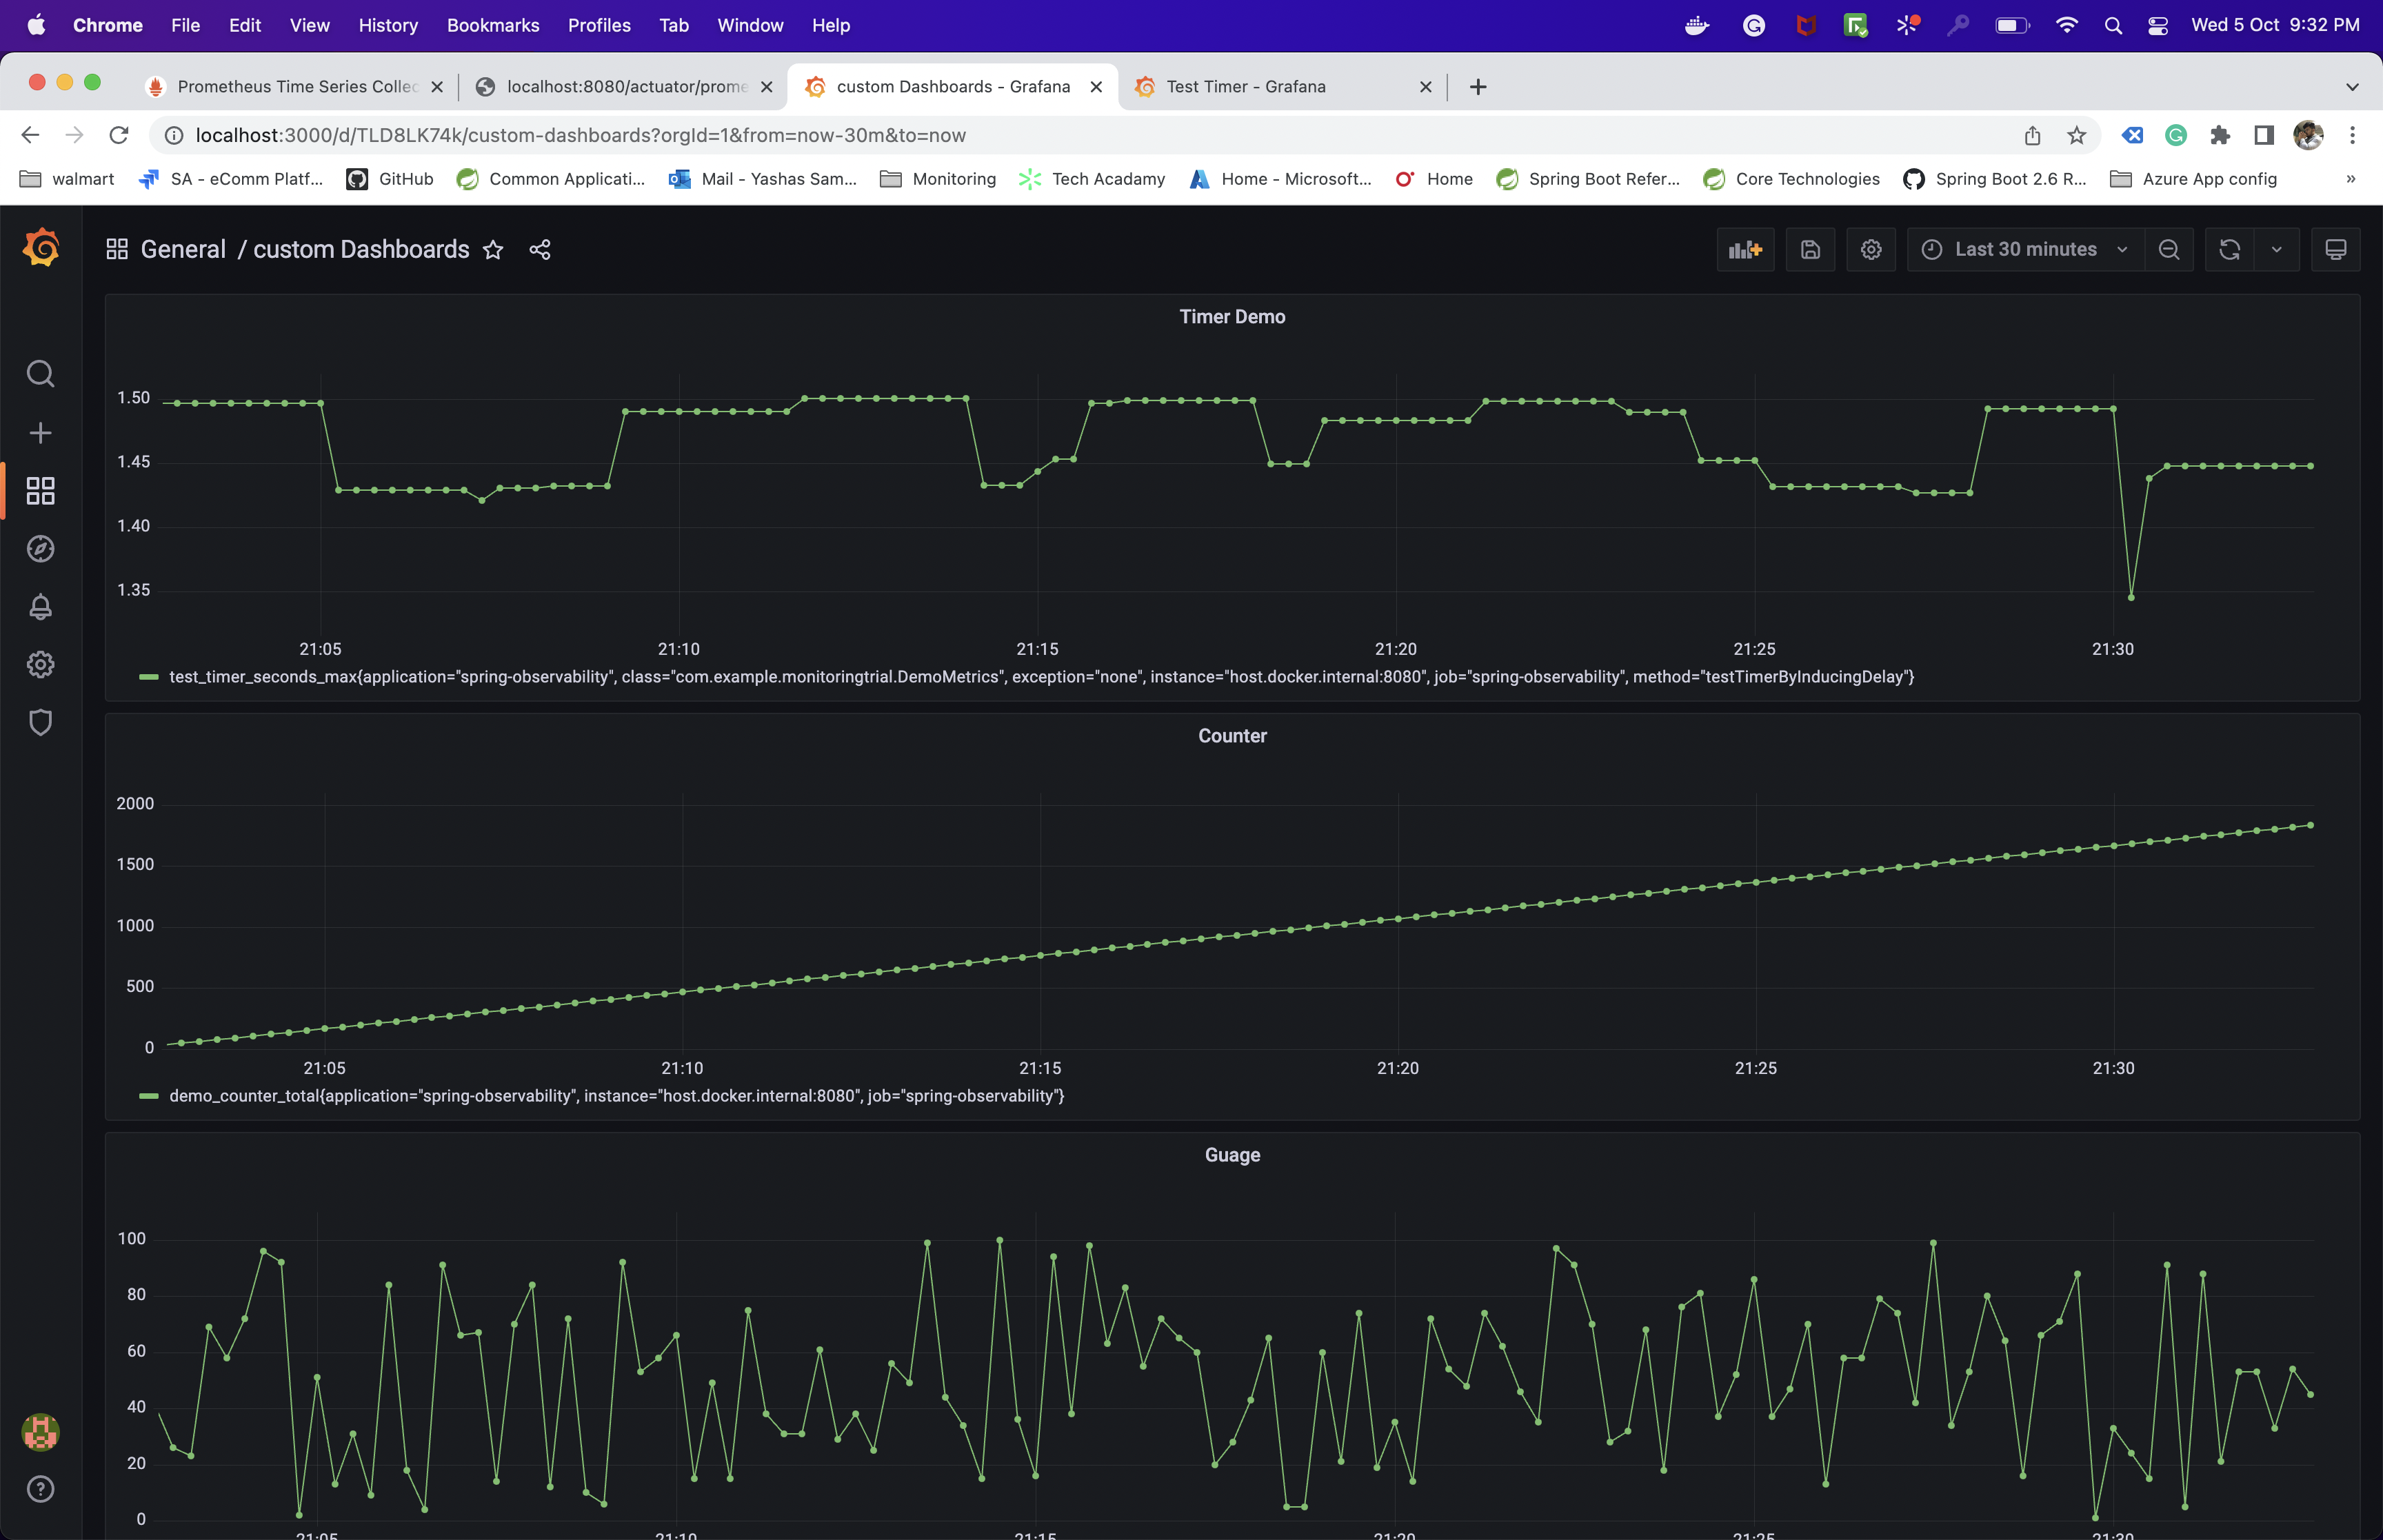 Chrome File Edit View History Bookmarks Profiles Tab Window Help Wed 5 Oct 9:32 PM
Prometheus Time Series Collec localhost:8080/actuator/prome custom Dashboards - Grafana Test Timer - Grafana
localhost:3000/d/TLD8LK74k/custom-dashboards?orgId=1&from=now-30m&to=now
walmart SA - eComm Platf... GitHub Common Applicati... Mail - Yashas Sam... Monitoring Tech Acadamy Home - Microsoft... Home Spring Boot Refer... Core Technologies Spring Boot 2.6 R... Azure App config »
General / custom Dashboards Last 30 minutes
Timer Demo
1.50
1.45
1.40
1.35
21:05 21:10 21:15 21:20 21:25 21:30
test_timer_seconds_max{application="spring-observability", class="com.example.monitoringtrial.DemoMetrics", exception="none", instance="host.docker.internal:8080", job="spring-observability", method="testTimerByInducingDelay"}
Counter
2000
1500
1000
500
0
21:05 21:10 21:15 21:20 21:25 21:30
demo_counter_total{application="spring-observability", instance="host.docker.internal:8080", job="spring-observability"}
Guage
100
80
60
40
20
0
21:05 21:10 21:15 21:20 21:25 21:30